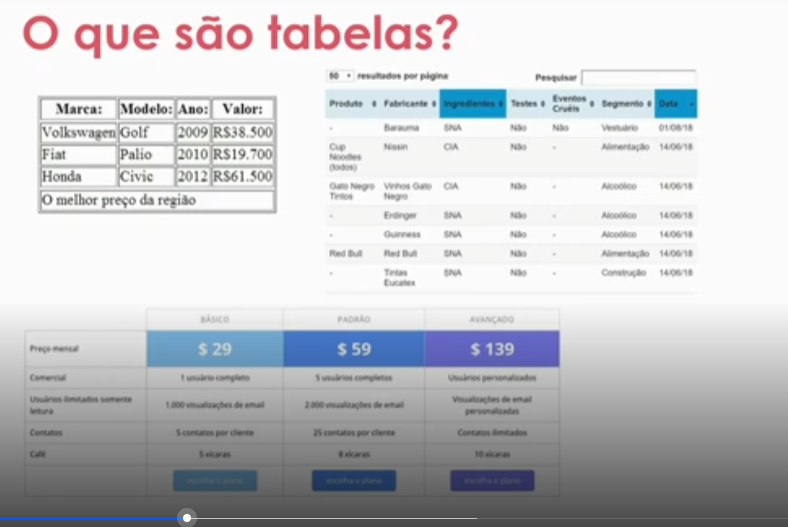 O que são tabelas?
Marca: Modelo: Ano: Valor:
Volkswagen Golf 2009 R$38.500
Fiat Palio 2010 R$19.700
Honda Civic 2012 R$61.500
O melhor preço da região
50 resultados por página Pesquisar
Produto Fabricante Ingredientes Testes Eventos Cruéis Segmento Data
- Barauma SNA Não Não Vestuário 01/08/18
Cup Noodles (todos) Nissin CIA Não - Alimentação 14/06/18
Gato Negro Tintos Vinhos Gato Negro CIA Não - Alcoólico 14/06/18
- Erdinger SNA Não - Alcoólico 14/06/18
- Guinness SNA Não - Alcoólico 14/06/18
Red Bull Red Bull SNA Não - Alimentação 14/06/18
- Tintas Eucatex SNA Não - Construção 14/06/18
BÁSICO PADRÃO AVANÇADO
Preço mensal $ 29 $ 59 $ 139
Comercial 1 usuário completo 5 usuários completos Usuários personalizados
Usuários ilimitados somente leitura 1.000 visualizações de email 2.000 visualizações de email Visualizações de email personalizadas
Contatos 5 contatos por cliente 25 contatos por cliente Contatos ilimitados
Café 5 xícaras 8 xícaras 10 xícaras
escolha o plano escolha o plano escolha o plano